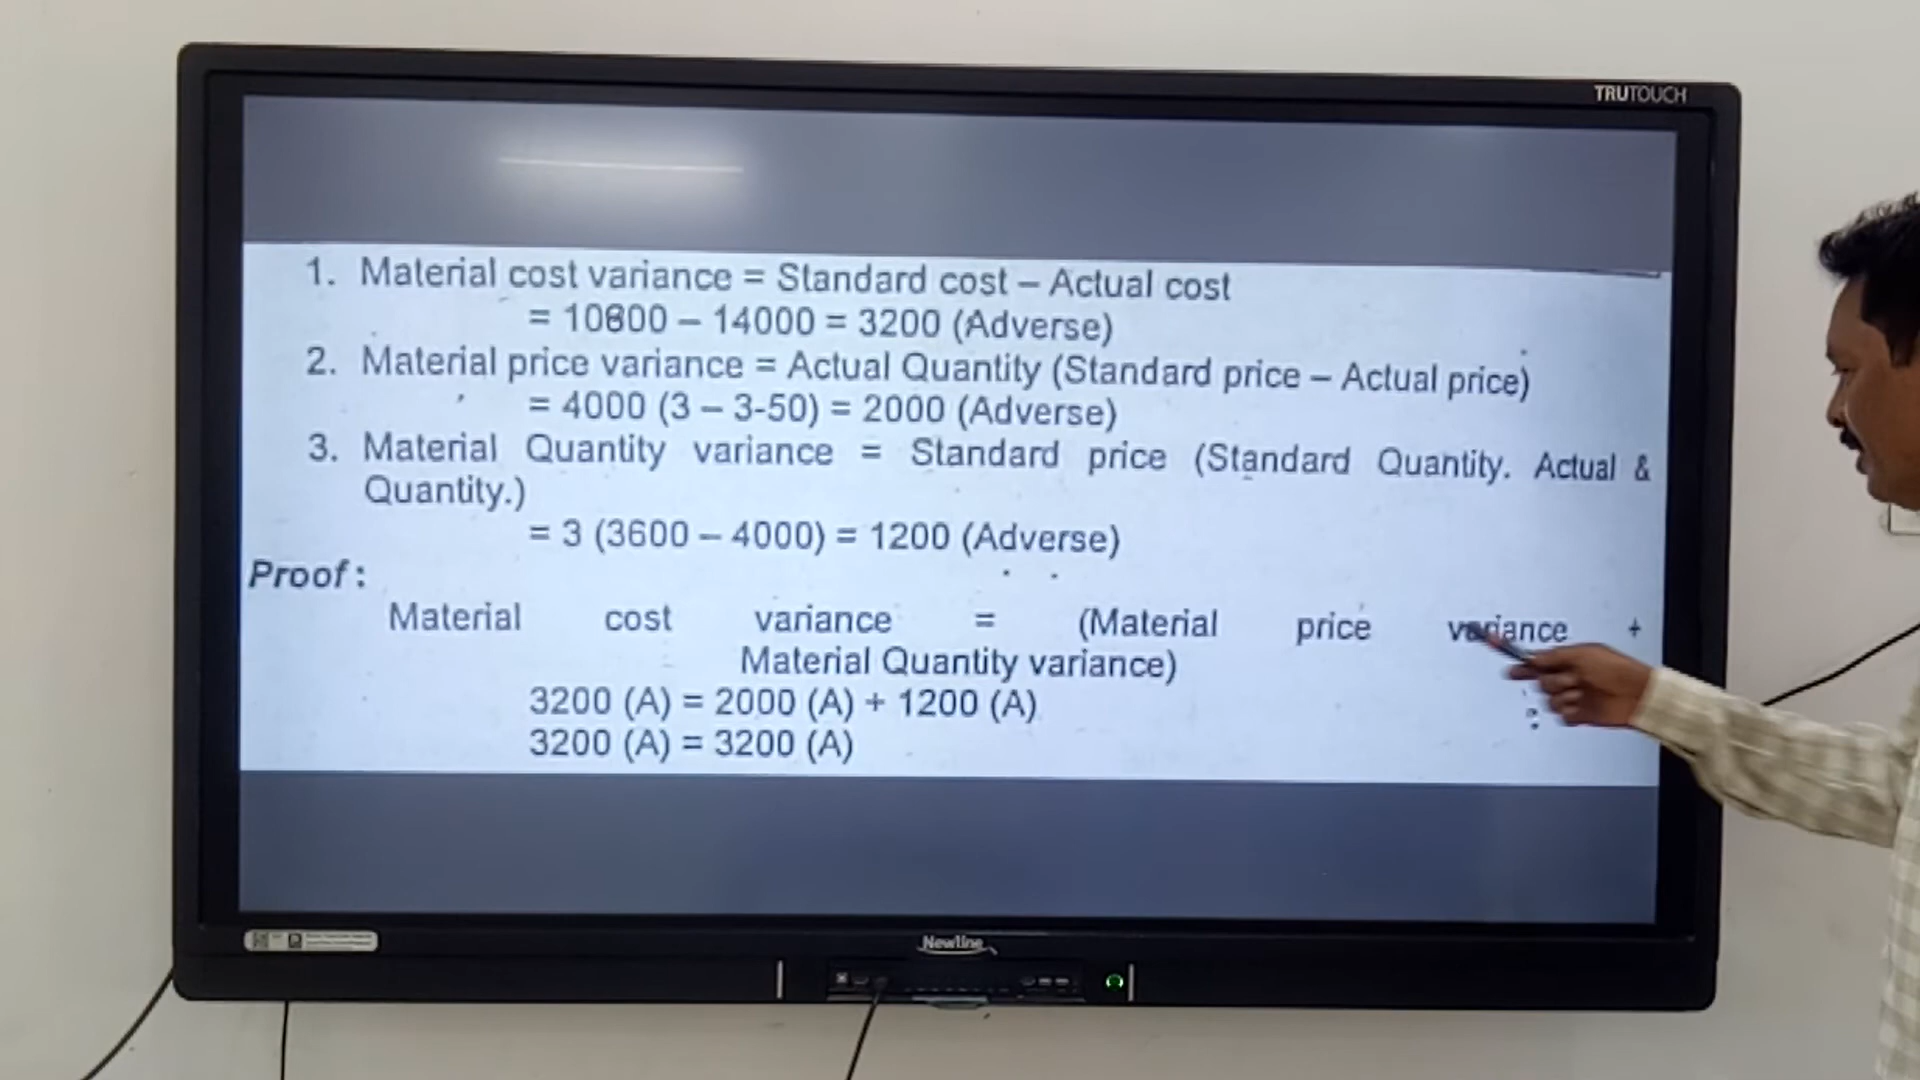 TRUTOUCH
1. Material cost variance = Standard cost – Actual cost
= 10800 – 14000 = 3200 (Adverse)
2. Material price variance = Actual Quantity (Standard price – Actual price)
= 4000 (3 – 3-50) = 2000 (Adverse)
3. Material Quantity variance = Standard price (Standard Quantity. Actual &
Quantity.)
= 3 (3600 – 4000) = 1200 (Adverse)
Proof :
Material cost variance = (Material price variance +
Material Quantity variance)
3200 (A) = 2000 (A) + 1200 (A)
3200 (A) = 3200 (A)
Newline